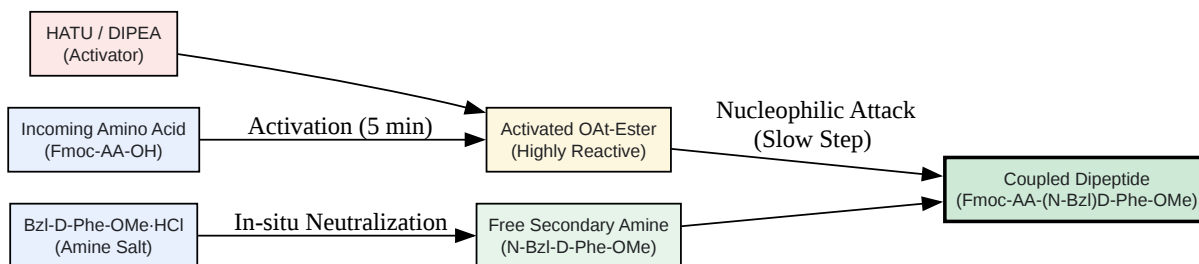 HATU / DIPEA
(Activator)
Incoming Amino Acid
(Fmoc-AA-OH)
Activation (5 min)
Activated OAt-Ester
(Highly Reactive)
Nucleophilic Attack
(Slow Step)
Coupled Dipeptide
(Fmoc-AA-(N-Bzl)D-Phe-OMe)
Bzl-D-Phe-OMe·HCl
(Amine Salt)
In-situ Neutralization
Free Secondary Amine
(N-Bzl-D-Phe-OMe)